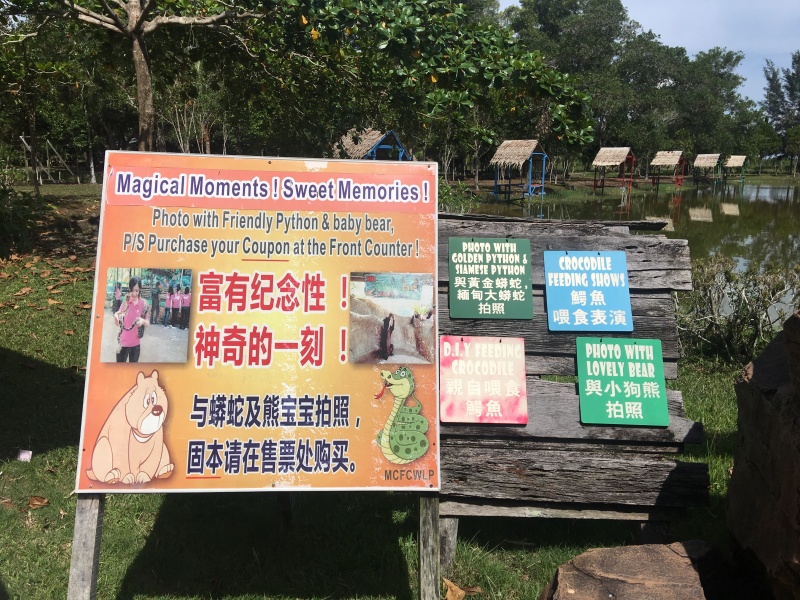 Magical Moments ! Sweet Memories !
Photo with Friendly Python & baby bear,
P/S Purchase your Coupon at the Front Counter !
富有纪念性！
神奇的一刻！
与蟒蛇及熊宝宝拍照，
固本请在售票处购买。
MCFCWLP
PHOTO WITH
GOLDEN PYTHON &
SIAMESE PYTHON
與黃金蟒蛇，
緬甸大蟒蛇
拍照
CROCODILE
FEEDING SHOWS
鱷魚
喂食表演
D.I.Y FEEDING
CROCODILE
親自喂食
鱷魚
PHOTO WITH
LOVELY BEAR
與小狗熊
拍照